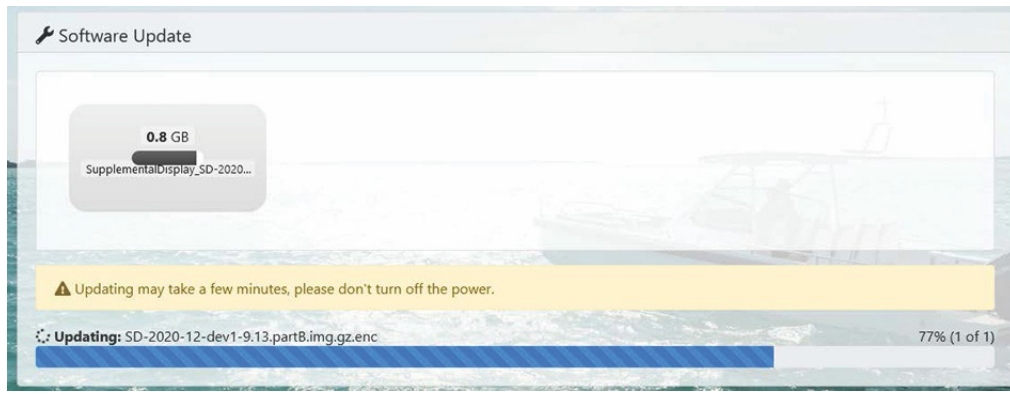 Software Update
0.8 GB
SupplementalDisplay_SD-2020...
Updating may take a few minutes, please don't turn off the power.
Updating: SD-2020-12-dev1-9.13.partB.img.gz.enc
77% (1 of 1)